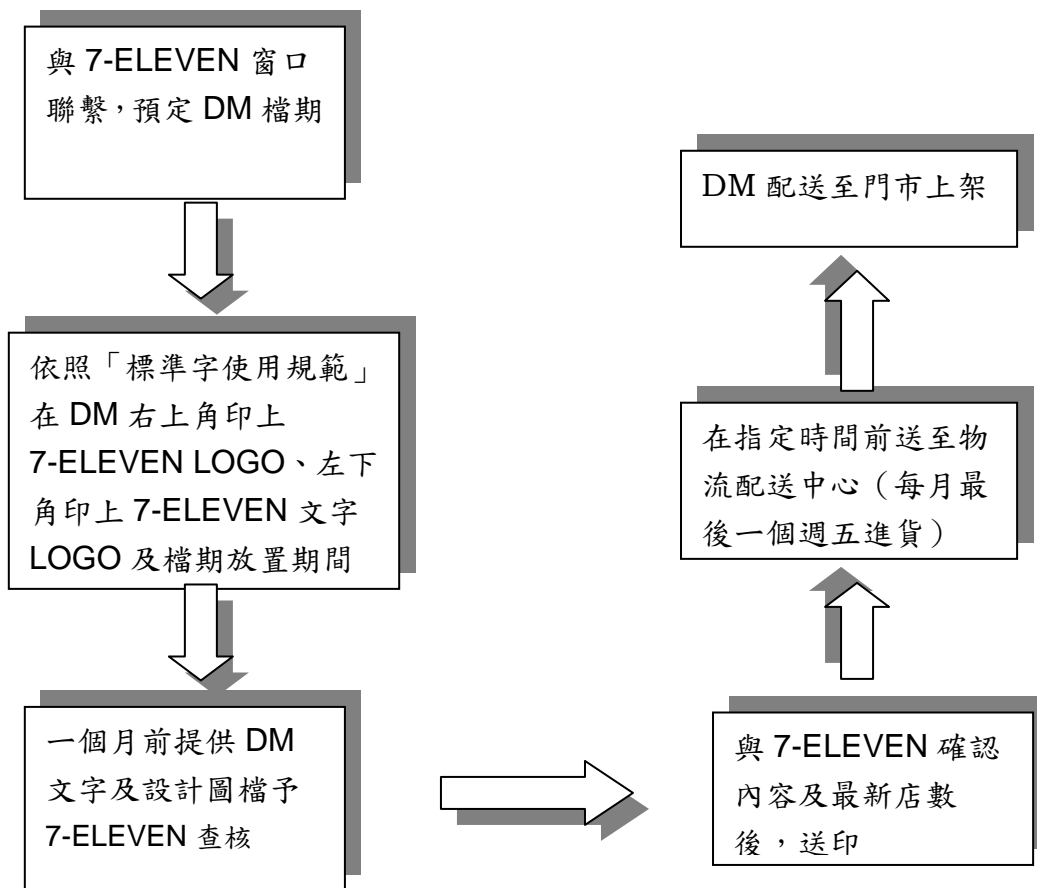 與 7-ELEVEN 窗口
聯繫，預定 DM 檔期
依照「標準字使用規範」
在 DM 右上角印上
7-ELEVEN LOGO、左下
角印上 7-ELEVEN 文字
LOGO 及檔期放置期間
一個月前提供 DM
文字及設計圖檔予
7-ELEVEN 查核
與 7-ELEVEN 確認
內容及最新店數
後，送印
在指定時間前送至物
流配送中心（每月最
後一個週五進貨）
DM 配送至門市上架